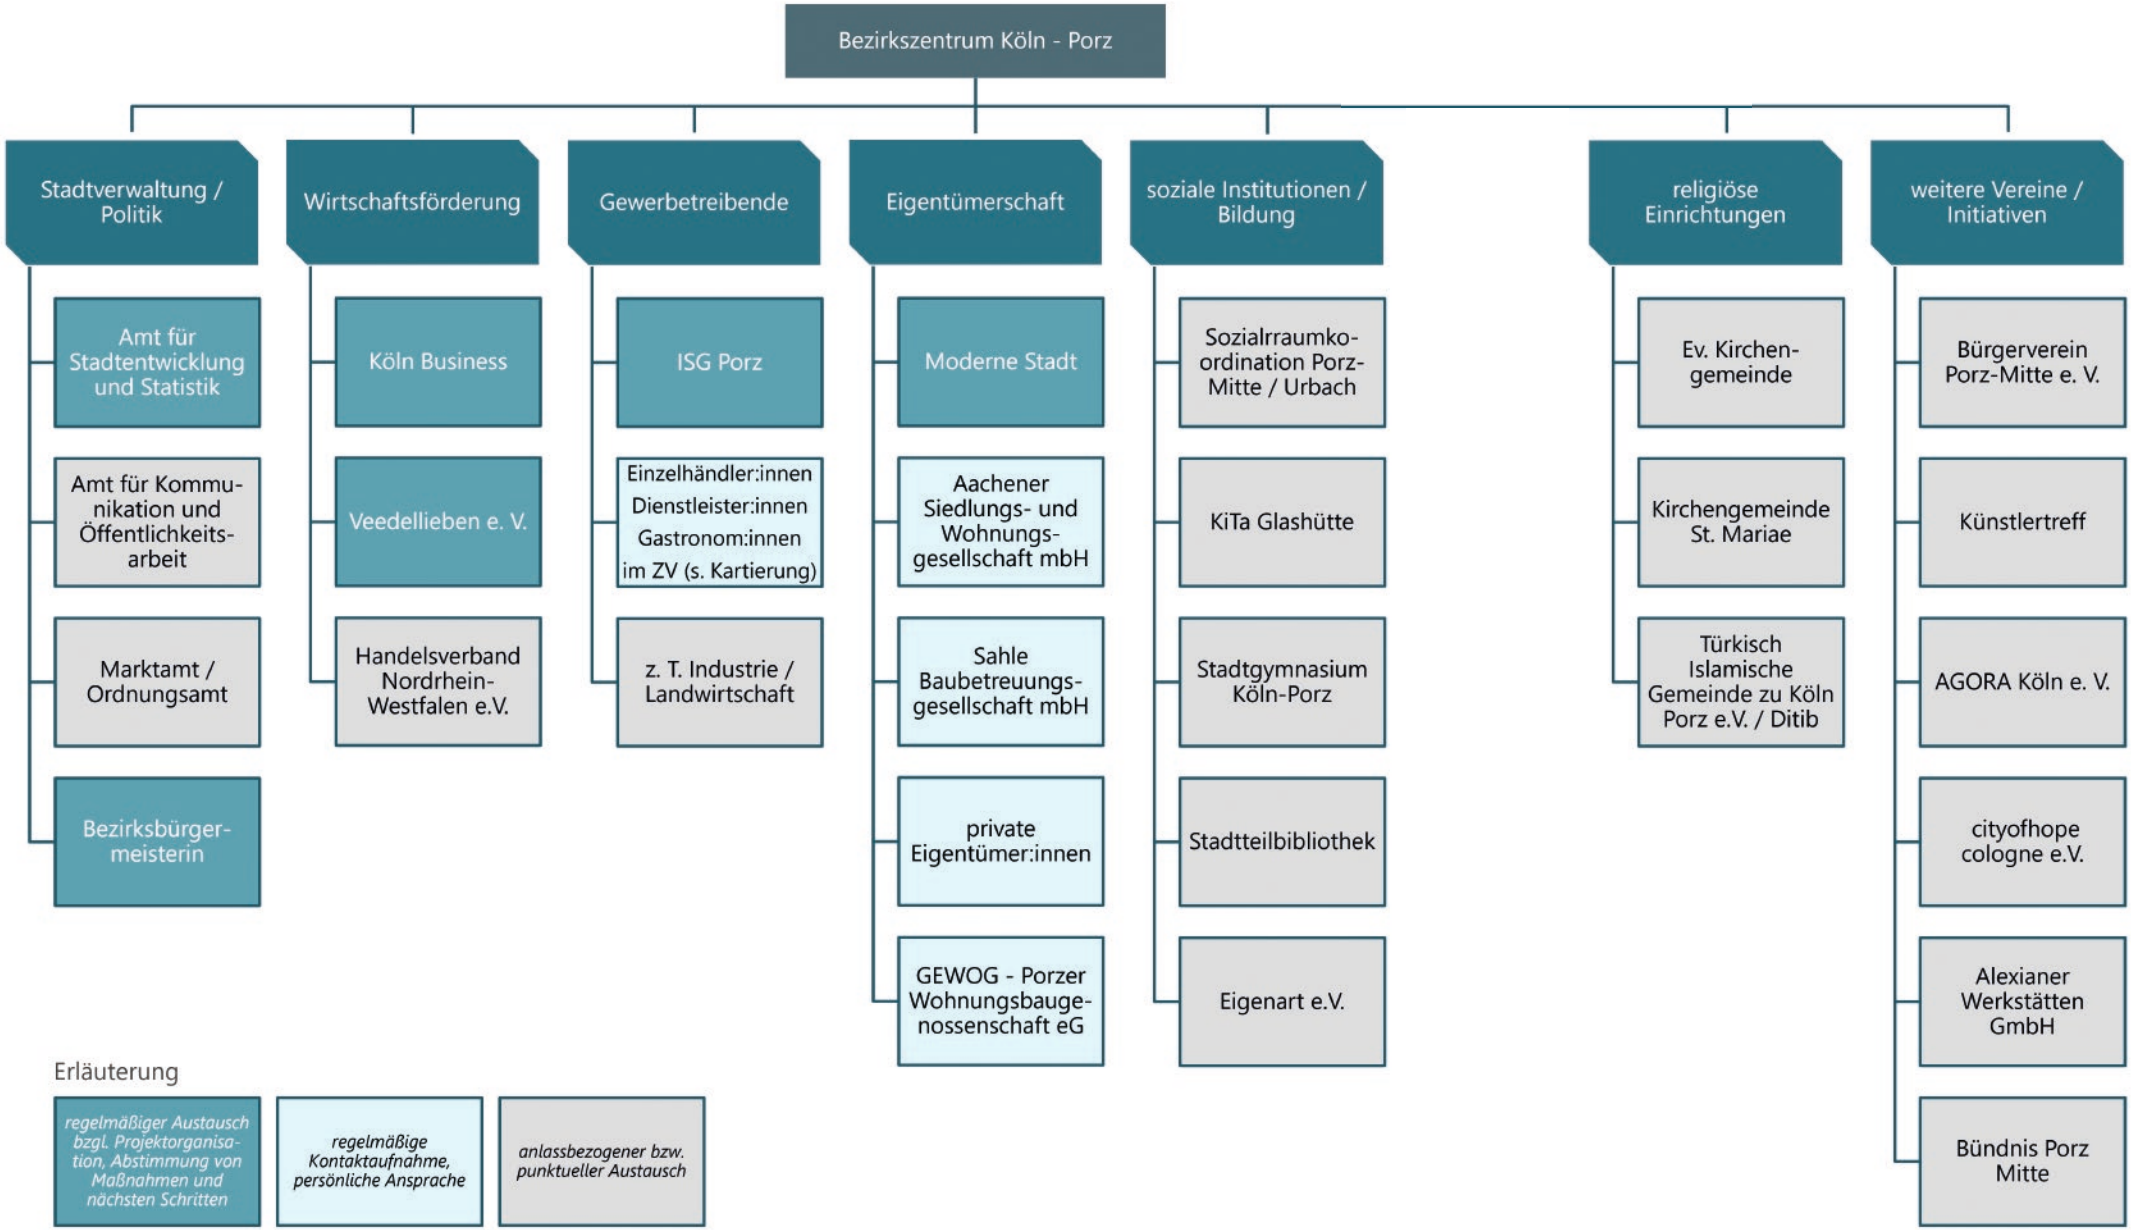 Bezirkszentrum Köln - Porz
Stadtverwaltung /
Politik
Amt für
Stadtentwicklung
und Statistik
Amt für Kommu-
nikation und
Öffentlichkeits-
arbeit
Marktamt /
Ordnungsamt
Bezirksbürger-
meisterin
Wirtschaftsförderung
Köln Business
Veedellieben e. V.
Handelsverband
Nordrhein-
Westfalen e.V.
Gewerbetreibende
ISG Porz
Einzelhändler:innen
Dienstleister:innen
Gastronom:innen
im ZV (s. Kartierung)
z. T. Industrie /
Landwirtschaft
Eigentümerschaft
Moderne Stadt
Aachener
Siedlungs- und
Wohnungs-
gesellschaft mbH
Sahle
Baubetreuungs-
gesellschaft mbH
private
Eigentümer:innen
GEWOG - Porzer
Wohnungsbauge-
nossenschaft eG
soziale Institutionen /
Bildung
Sozialrraumko-
ordination Porz-
Mitte / Urbach
KiTa Glashütte
Stadtgymnasium
Köln-Porz
Stadtteilbibliothek
Eigenart e.V.
religiöse
Einrichtungen
Ev. Kirchen-
gemeinde
Kirchengemeinde
St. Mariae
Türkisch
Islamische
Gemeinde zu Köln
Porz e.V. / Ditib
weitere Vereine /
Initiativen
Bürgerverein
Porz-Mitte e. V.
Künstlertreff
AGORA Köln e. V.
cityofhope
cologne e.V.
Alexianer
Werkstätten
GmbH
Bündnis Porz
Mitte
Erläuterung
regelmäßiger Austausch
bzgl. Projektorganisa-
tion, Abstimmung von
Maßnahmen und
nächsten Schritten
regelmäßige
Kontaktaufnahme,
persönliche Ansprache
anlassbezogener bzw.
punktueller Austausch